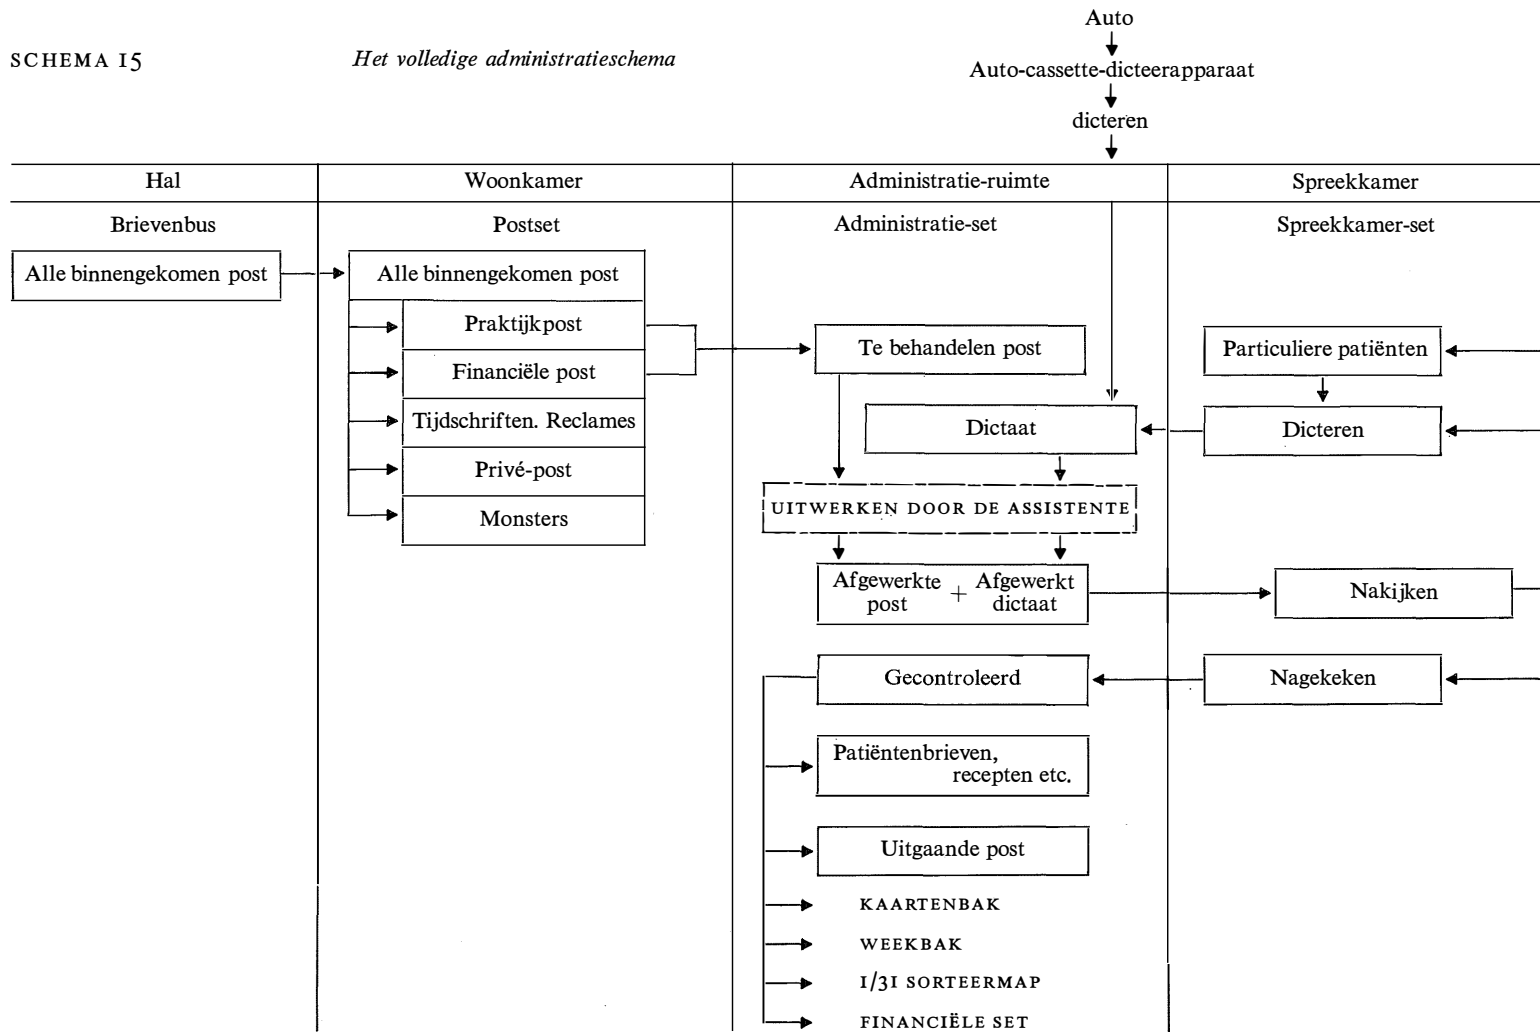 Auto
SCHEMA 15
Het volledige administratieschema
Auto-cassette-dicteerapparaat
dicteren
Hal
Woonkamer
Administratie-ruimte
Spreekkamer
Brievenbus
Postset
Administratie-set
Spreekkamer-set
Alle binnengekomen post
Alle binnengekomen post
Praktijkpost
Financiële post
Tijdschriften. Reclames
Privé-post
Monsters
Te behandelen post
Dictaat
UITWERKEN DOOR DE ASSISTENTE
Afgewerkte
post
+
Afgewerkt
dictaat
Gecontroleerd
Patiëntenbrieven,
recepten etc.
Uitgaande post
KAARTENBAK
WEEKBAK
1/31 SORTEERMAP
FINANCIËLE SET
Particuliere patiënten
Dicteren
Nakijken
Nagekeken